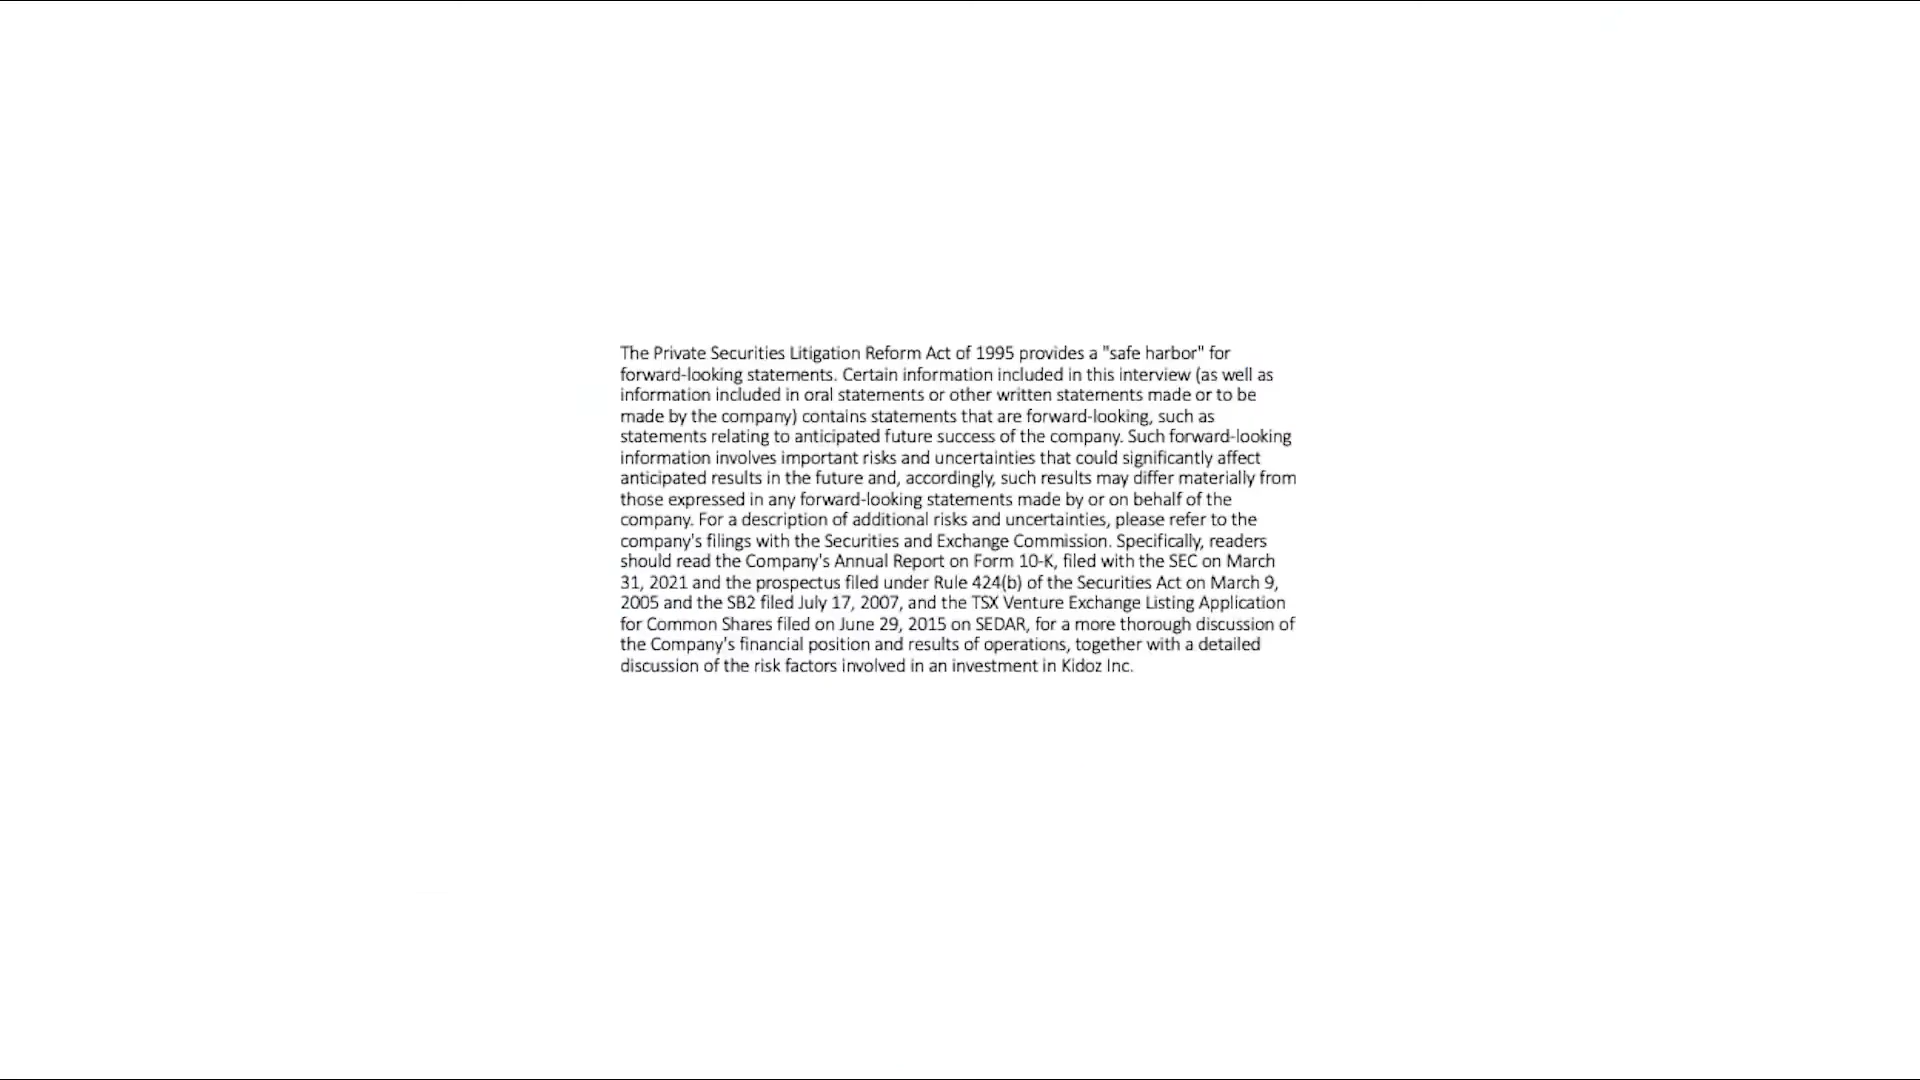 The Private Securities Litigation Reform Act of 1995 provides a "safe harbor" for
forward-looking statements. Certain information included in this interview (as well as
information included in oral statements or other written statements made or to be
made by the company) contains statements that are forward-looking, such as
statements relating to anticipated future success of the company. Such forward-looking
information involves important risks and uncertainties that could significantly affect
anticipated results in the future and, accordingly, such results may differ materially from
those expressed in any forward-looking statements made by or on behalf of the
company. For a description of additional risks and uncertainties, please refer to the
company's filings with the Securities and Exchange Commission. Specifically, readers
should read the Company's Annual Report on Form 10-K, filed with the SEC on March
31, 2021 and the prospectus filed under Rule 424(b) of the Securities Act on March 9,
2005 and the SB2 filed July 17, 2007, and the TSX Venture Exchange Listing Application
for Common Shares filed on June 29, 2015 on SEDAR, for a more thorough discussion of
the Company's financial position and results of operations, together with a detailed
discussion of the risk factors involved in an investment in Kidoz Inc.